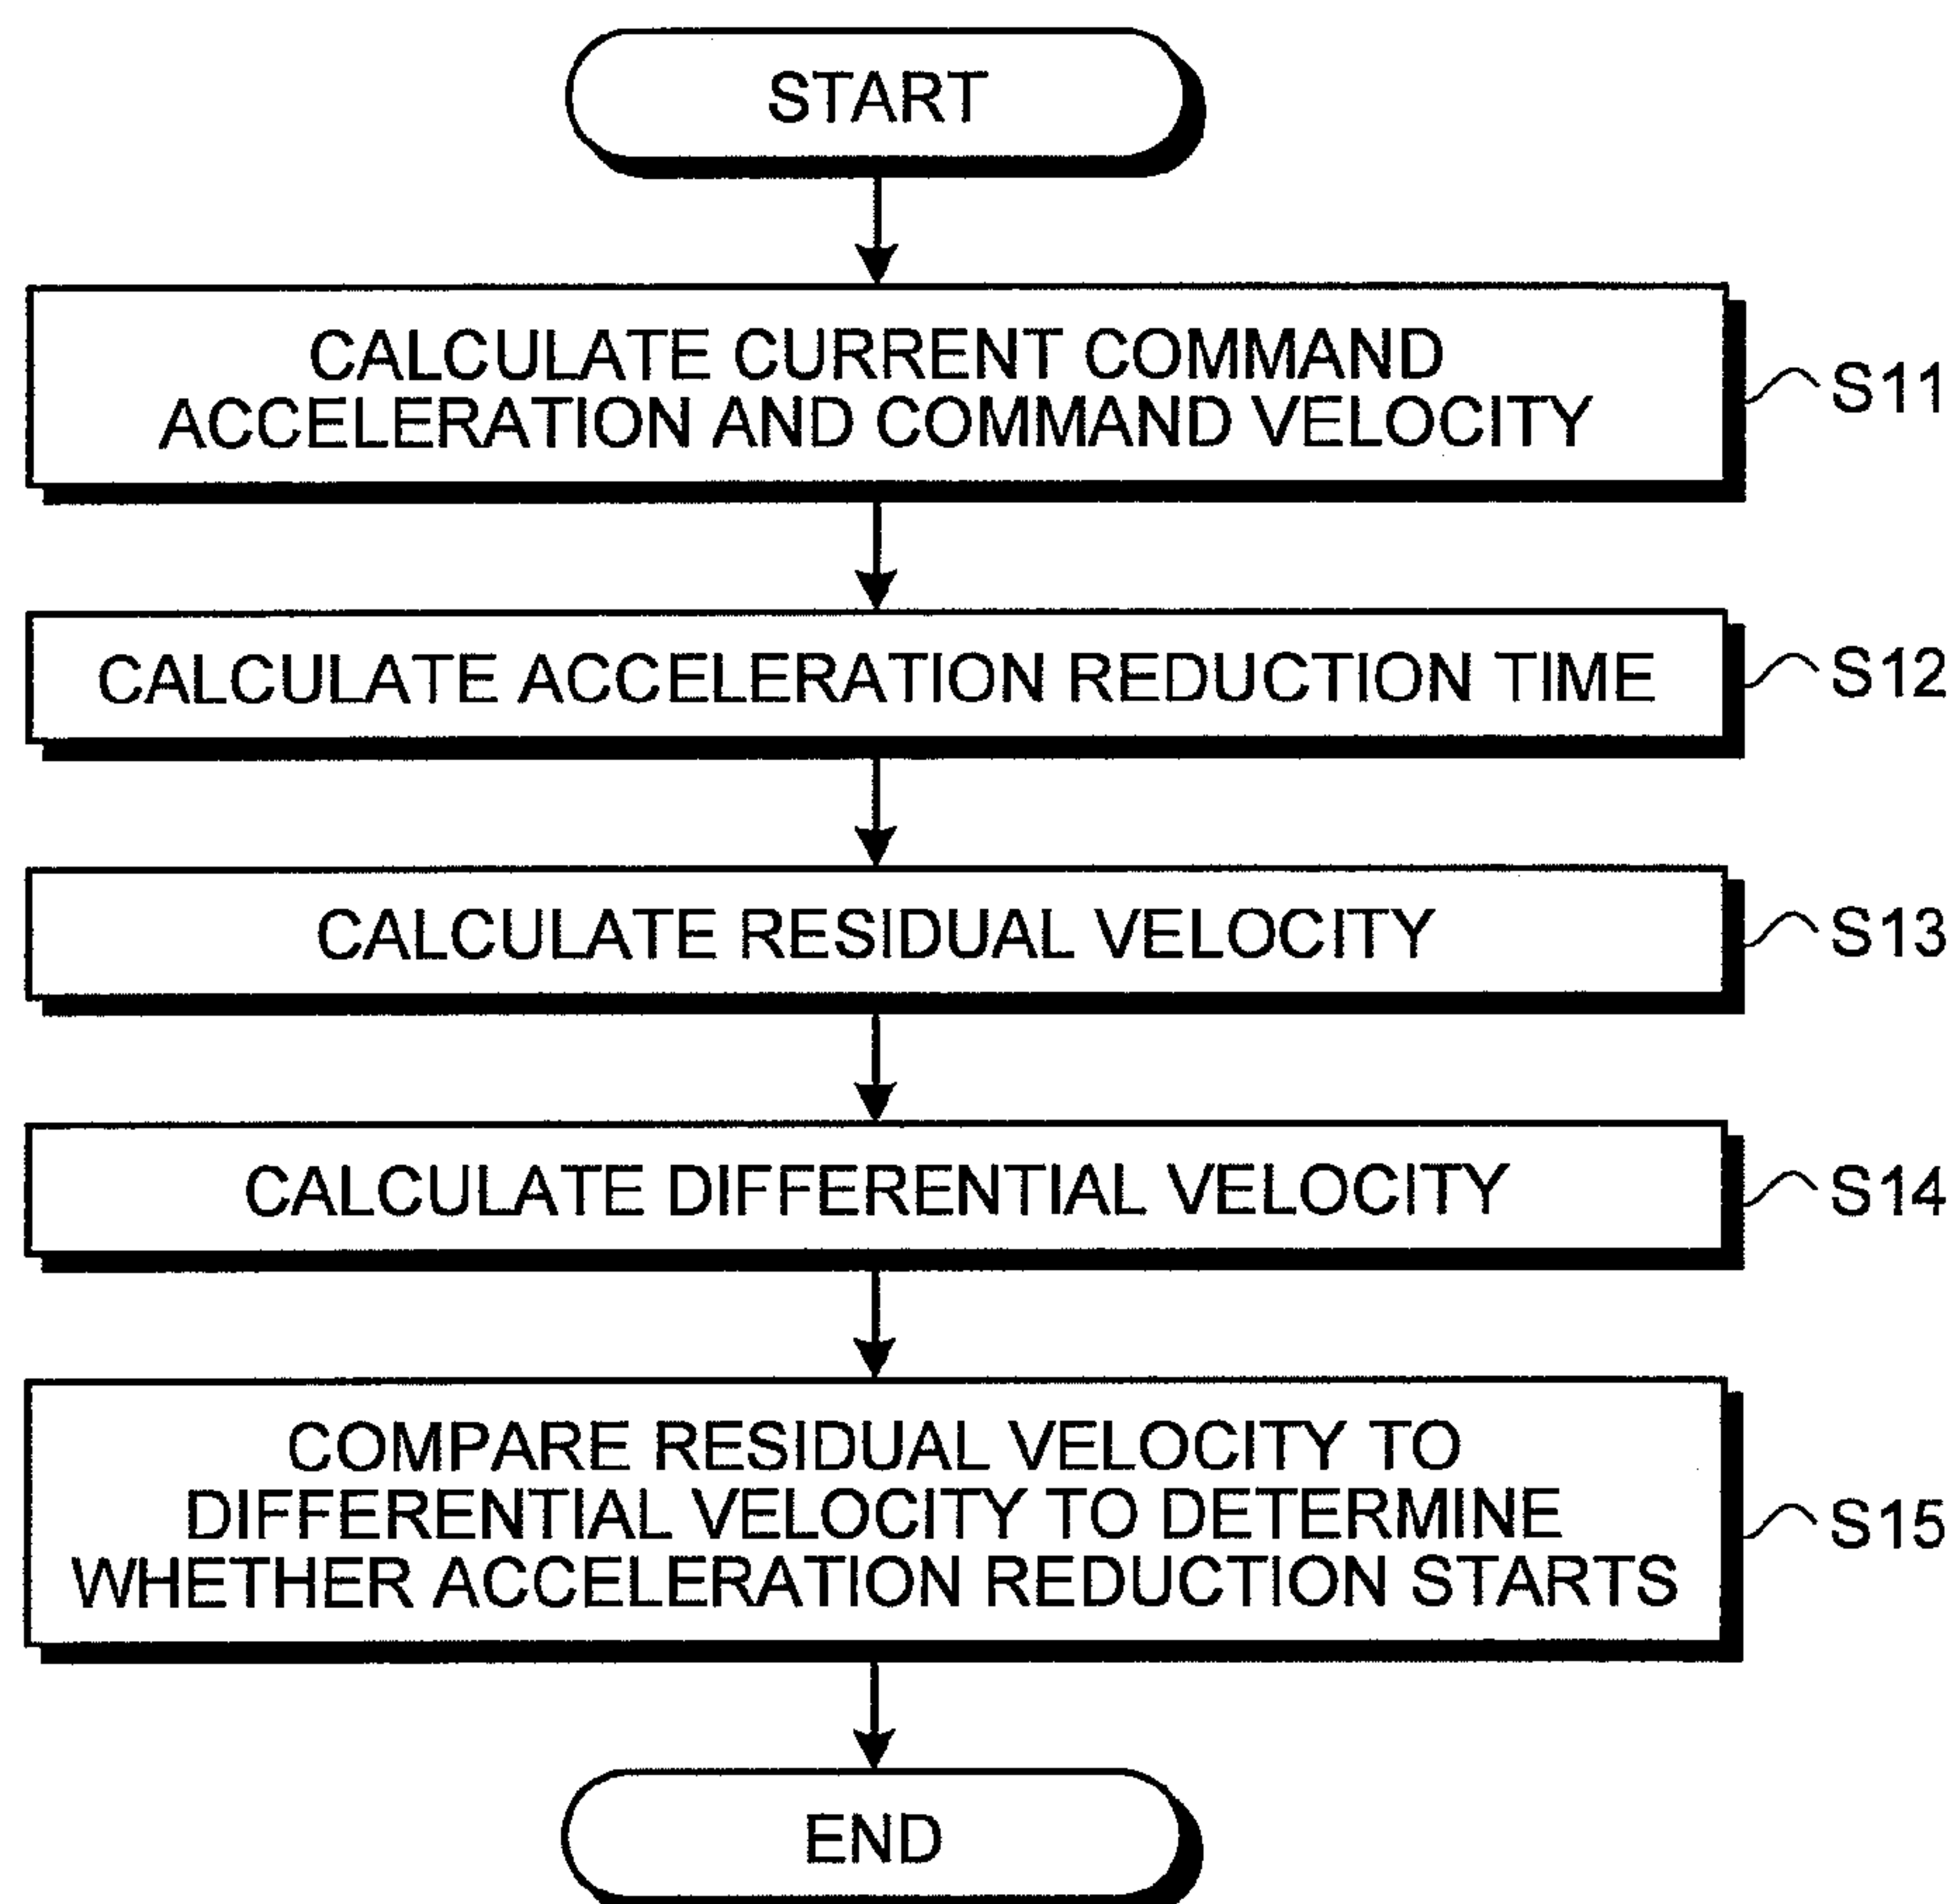 START
CALCULATE CURRENT COMMAND
ACCELERATION AND COMMAND VELOCITY
S11
CALCULATE ACCELERATION REDUCTION TIME
S12
CALCULATE RESIDUAL VELOCITY
S13
CALCULATE DIFFERENTIAL VELOCITY
S14
COMPARE RESIDUAL VELOCITY TO
DIFFERENTIAL VELOCITY TO DETERMINE
WHETHER ACCELERATION REDUCTION STARTS
S15
END